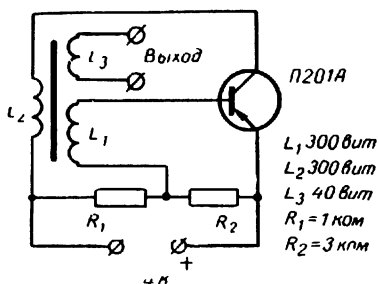 L₃ Выход
П201А
L₂
L₁
L₁ 300 вит
L₂ 300 вит
L₃ 40 вит
R₁ = 1 ком
R₂ = 3 ком
R₁
R₂
+